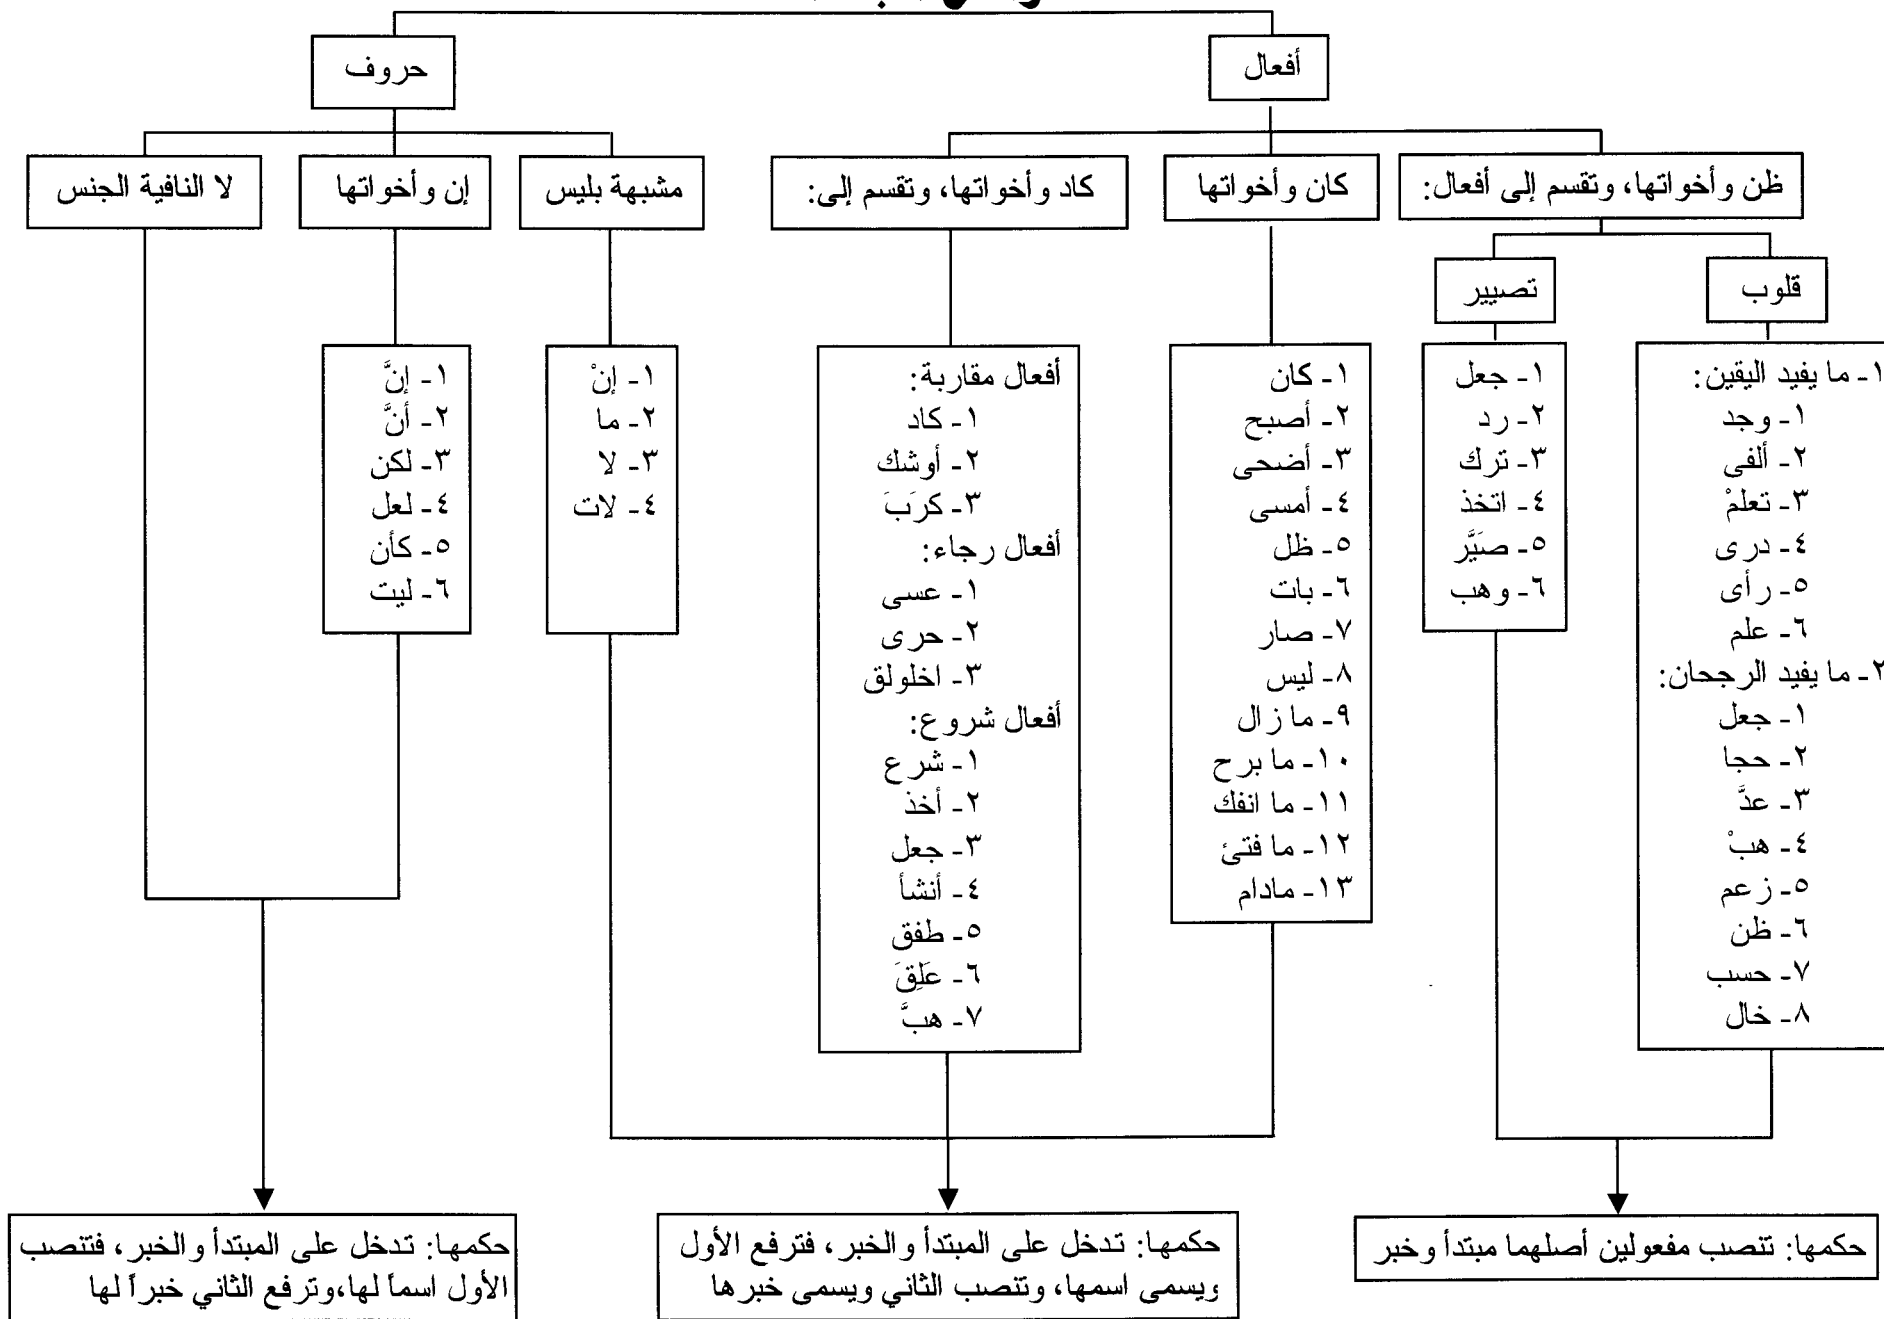 أفعال
حروف
ظن وأخواتها، وتقسم إلى أفعال:
كان وأخواتها
كاد وأخواتها، وتقسم إلى:
مشبهة بليس
إن وأخواتها
لا النافية الجنس
قلوب
تصيير
١- ما يفيد اليقين:
١- وجد
٢- ألفى
٣- تعلمْ
٤- درى
٥- رأى
٦- علم
٢- ما يفيد الرجحان:
١- جعل
٢- حجا
٣- عدَّ
٤- هبْ
٥- زعم
٦- ظن
٧- حسب
٨- خال
١- جعل
٢- رد
٣- ترك
٤- اتخذ
٥- صيَّر
٦- وهب
١- كان
٢- أصبح
٣- أضحى
٤- أمسى
٥- ظل
٦- بات
٧- صار
٨- ليس
٩- ما زال
١٠- ما برح
١١- ما انفك
١٢- ما فتئ
١٣- مادام
أفعال مقاربة:
١- كاد
٢- أوشك
٣- كرَبَ
أفعال رجاء:
١- عسى
٢- حرى
٣- اخلولق
أفعال شروع:
١- شرع
٢- أخذ
٣- جعل
٤- أنشأ
٥- طفق
٦- عَلِقَ
٧- هبَّ
١- إنْ
٢- ما
٣- لا
٤- لات
١- إنَّ
٢- أنَّ
٣- لكن
٤- لعل
٥- كأن
٦- ليت
حكمها: تنصب مفعولين أصلهما مبتدأ وخبر
حكمها: تدخل على المبتدأ والخبر، فترفع الأول
ويسمى اسمها، وتنصب الثاني ويسمى خبرها
حكمها: تدخل على المبتدأ والخبر، فتنصب
الأول اسماً لها،وترفع الثاني خبراً لها